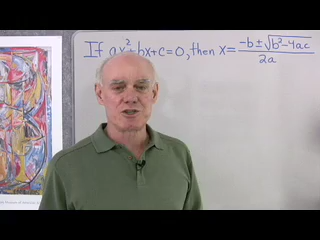 If ax²+bx+c=0, then x= (-b±√(b²-4ac))/(2a)